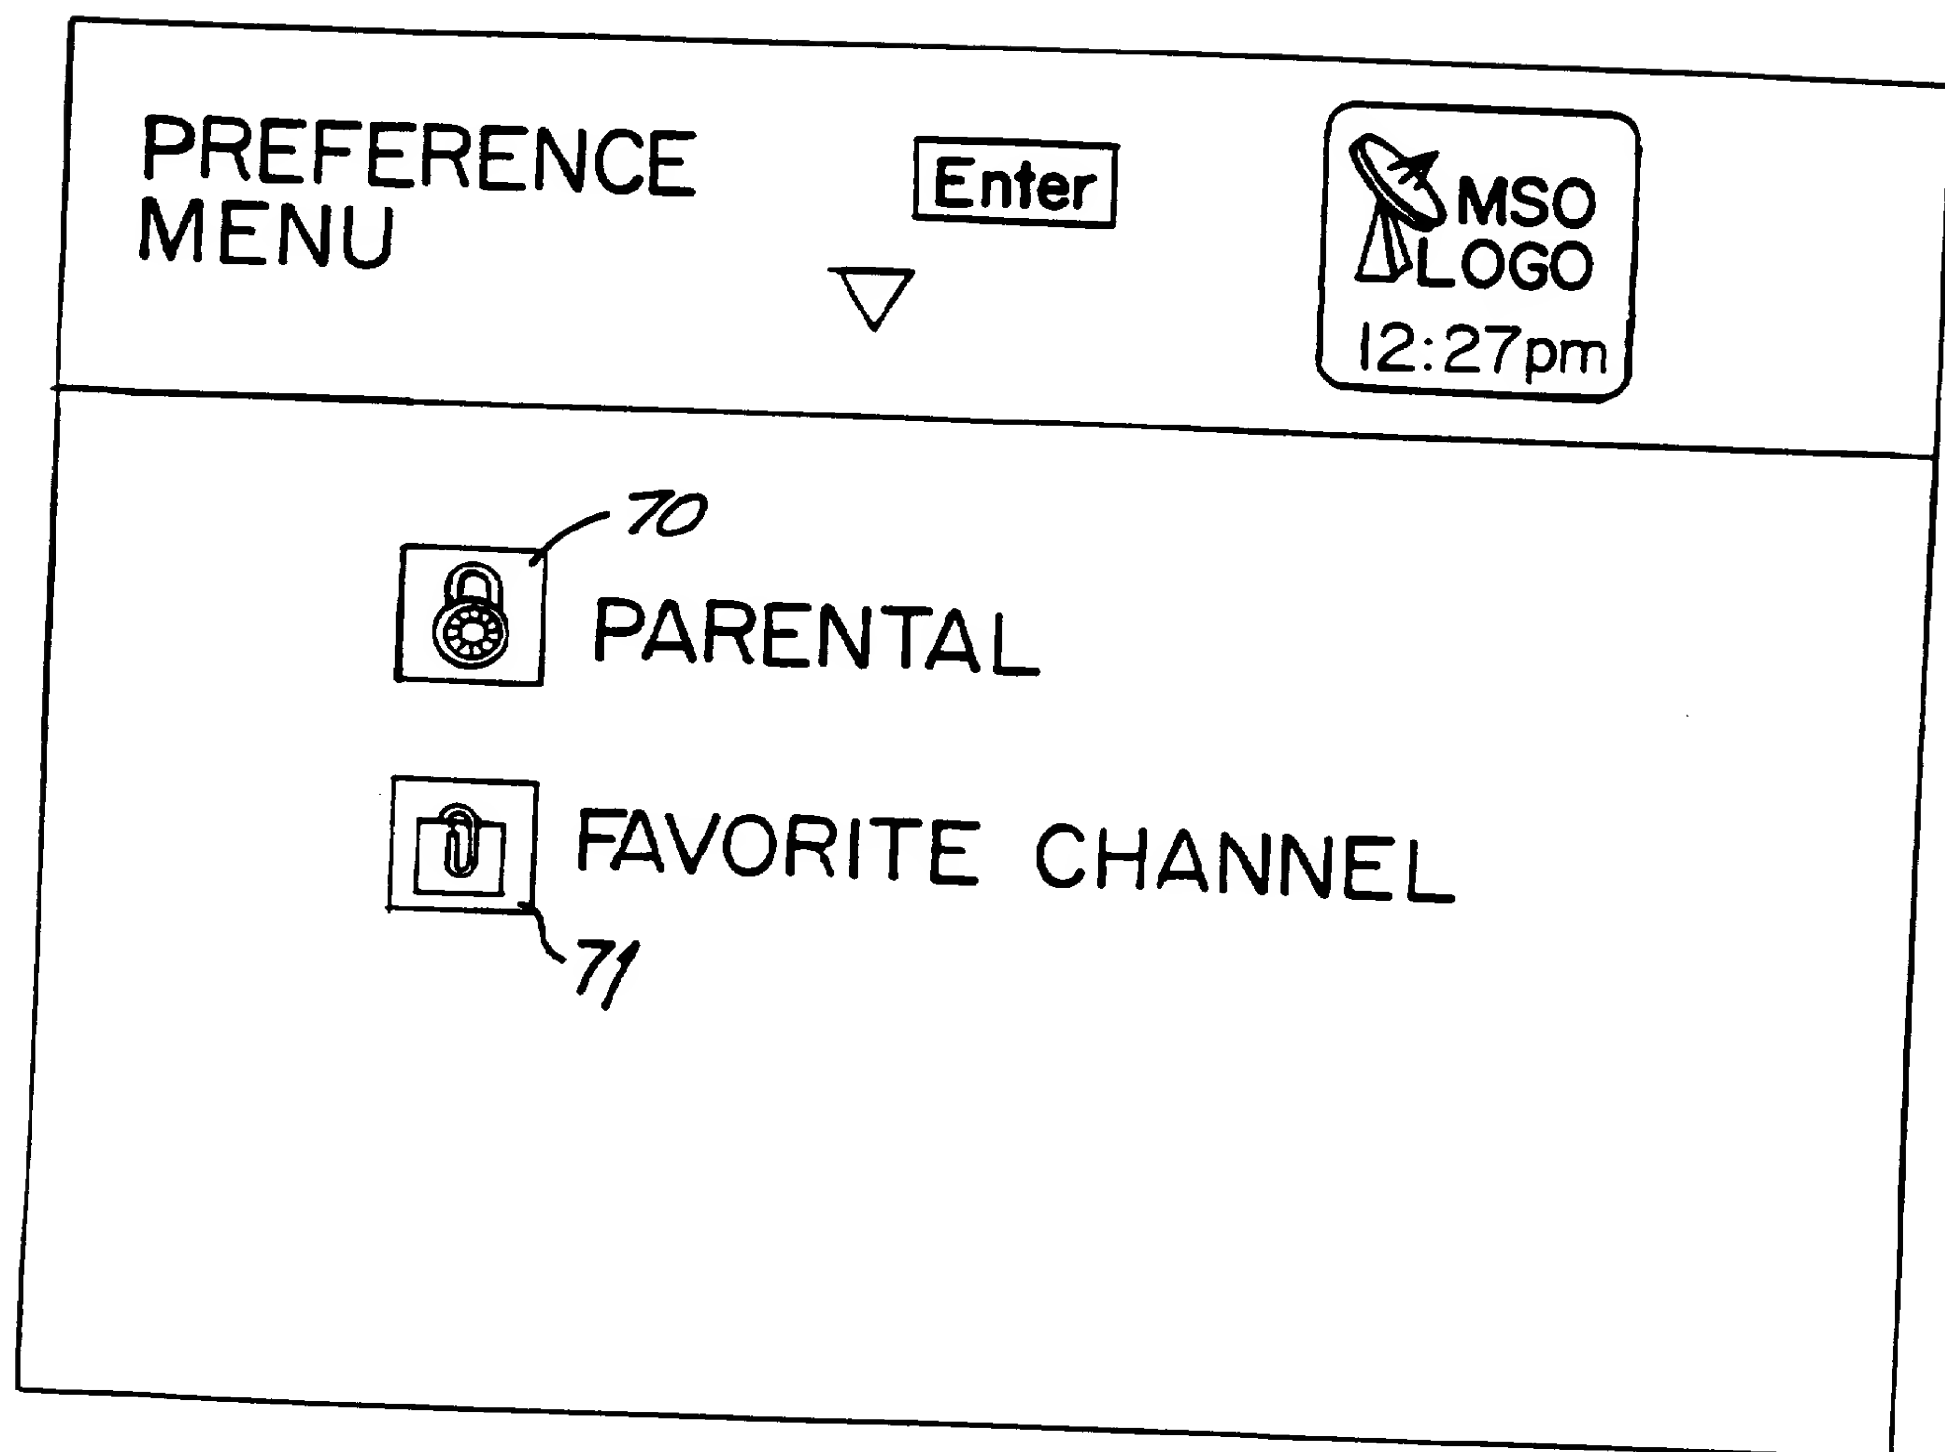 PREFERENCE
MENU
Enter
MSO
LOGO
12:27pm
70
PARENTAL
FAVORITE CHANNEL
71